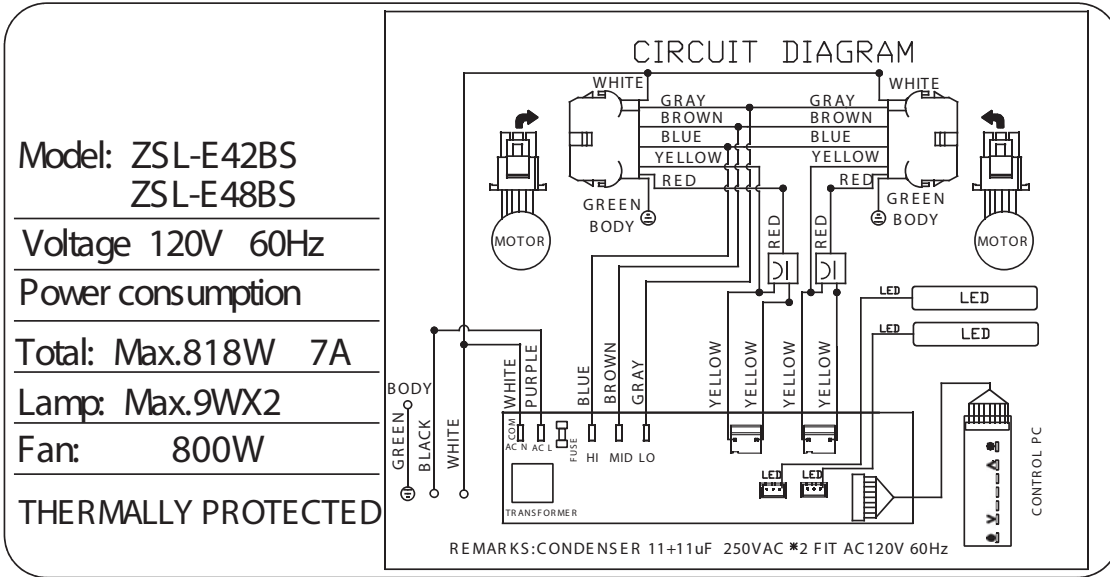 Model: ZSL-E42BS
ZSL-E48BS
Voltage 120V 60Hz
Power consumption
Total: Max.818W 7A
Lamp: Max.9WX2
Fan: 800W
THERMALLY PROTECTED
CIRCUIT DIAGRAM
WHITE WHITE
GRAY GRAY
BROWN BROWN
BLUE BLUE
YELLOW YELLOW
RED RED
GREEN GREEN
BODY BODY
MOTOR MOTOR
RED RED
LED LED
LED LED
BODY
GREEN
BLACK
WHITE
WHITE
PURPLE
BLUE
BROWN
GRAY
YELLOW
YELLOW
YELLOW
YELLOW
COM
AC N AC L
FUSE
HI MID LO
LED LED
TRANSFORMER
CONTROL PC
REMARKS:CONDENSER 11+11uF 250VAC *2 FIT AC120V 60Hz